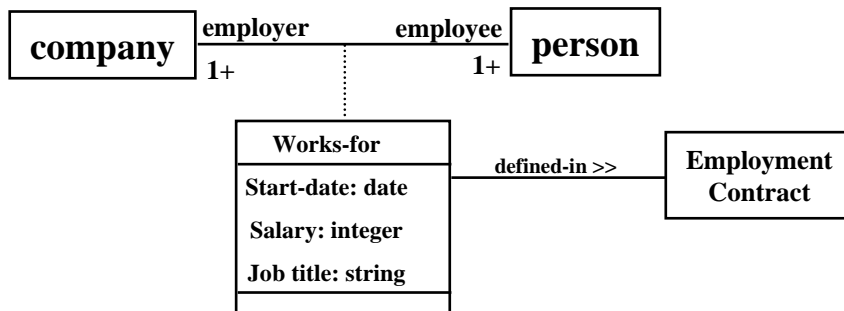 company
employer
employee
person
1+
1+
Works-for
Start-date: date
Salary: integer
Job title: string
defined-in >>
Employment
Contract